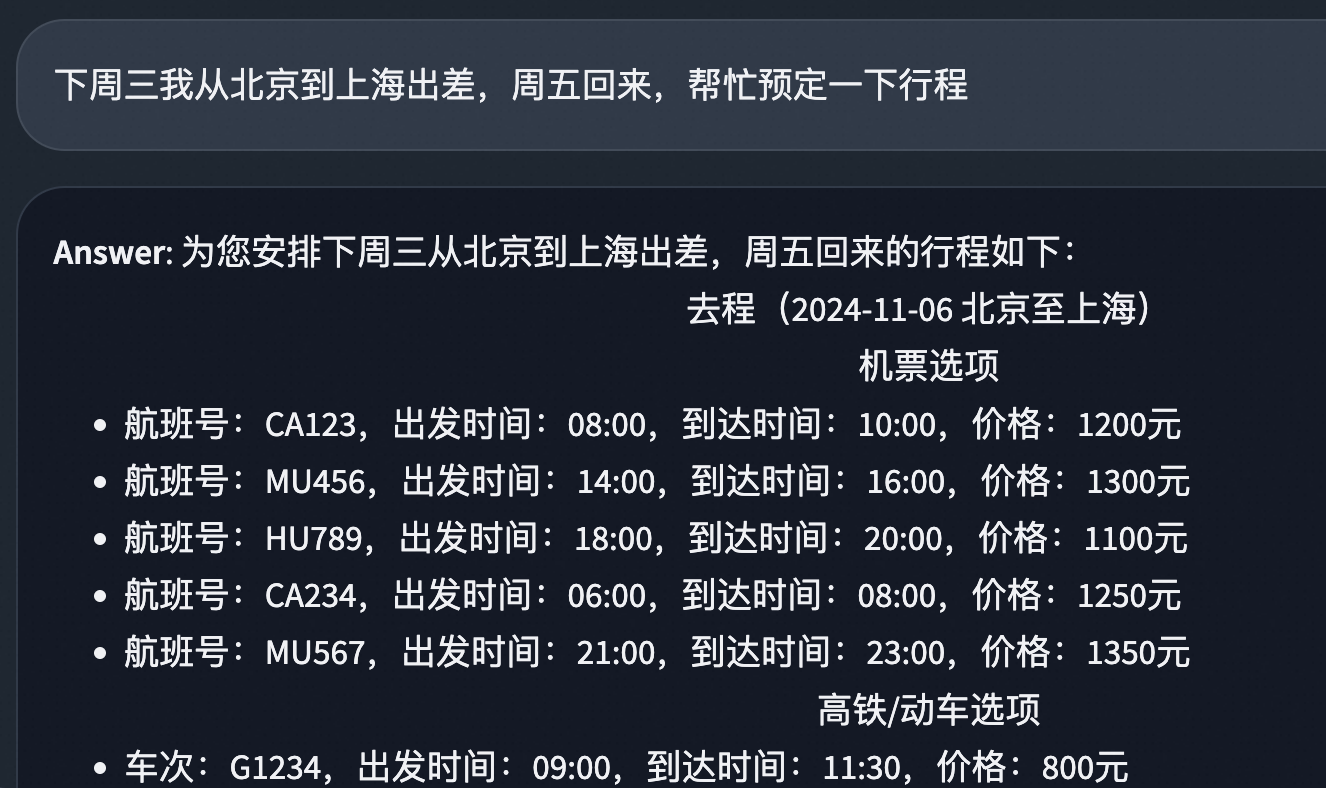 下周三我从北京到上海出差，周五回来，帮忙预定一下行程
Answer: 为您安排下周三从北京到上海出差，周五回来的行程如下：
去程（2024-11-06 北京至上海）
机票选项
• 航班号：CA123，出发时间：08:00，到达时间：10:00，价格：1200元
• 航班号：MU456，出发时间：14:00，到达时间：16:00，价格：1300元
• 航班号：HU789，出发时间：18:00，到达时间：20:00，价格：1100元
• 航班号：CA234，出发时间：06:00，到达时间：08:00，价格：1250元
• 航班号：MU567，出发时间：21:00，到达时间：23:00，价格：1350元
高铁/动车选项
• 车次：G1234，出发时间：09:00，到达时间：11:30，价格：800元